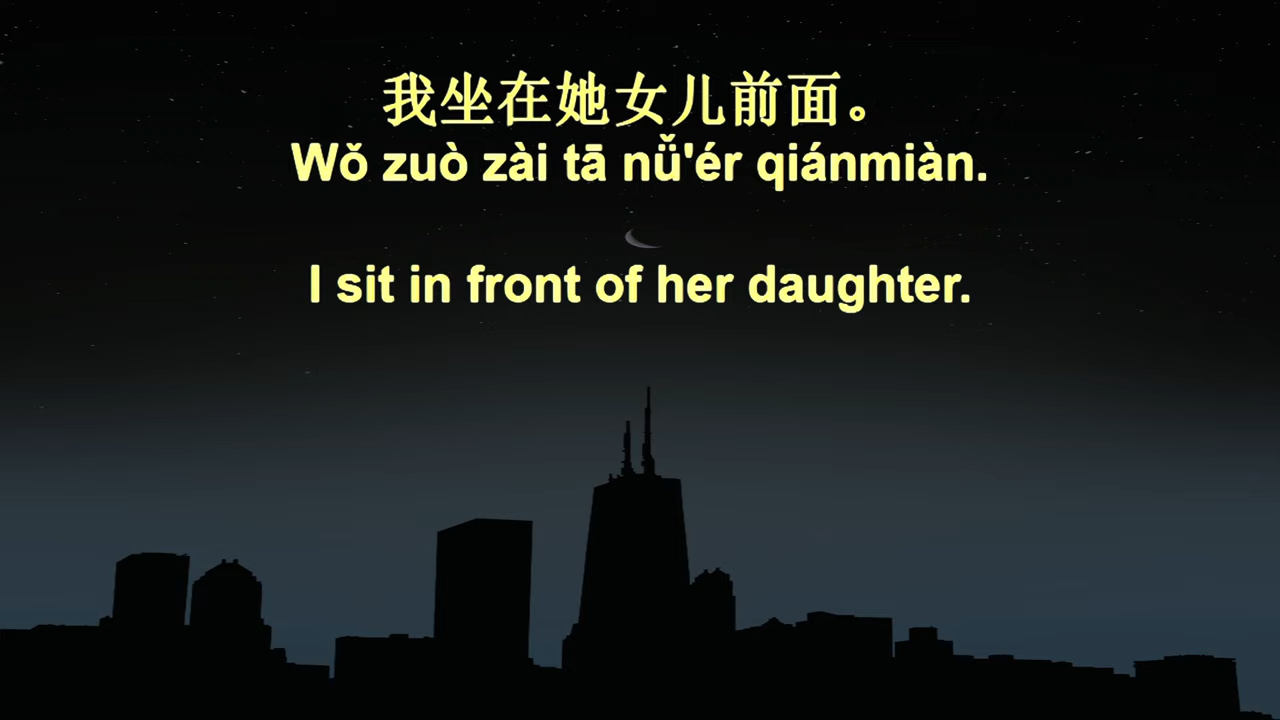 我坐在她女儿前面。
Wǒ zuò zài tā nǚ'ér qiánmiàn.
I sit in front of her daughter.